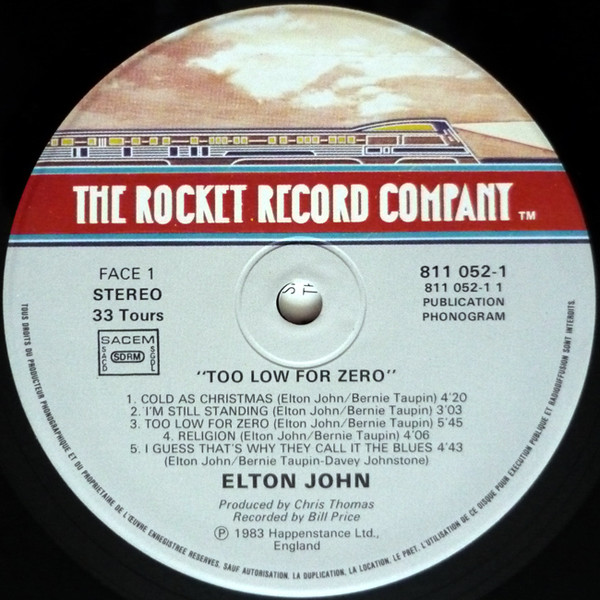 THE ROCKET RECORD COMPANY TM
FACE 1
STEREO
33 Tours
SACEM
SACD SDRM SGDL
811 052-1
811 052-1 1
PUBLICATION
PHONOGRAM
"TOO LOW FOR ZERO"
1. COLD AS CHRISTMAS (Elton John/Bernie Taupin) 4'20
2. I'M STILL STANDING (Elton John/Bernie Taupin) 3'03
3. TOO LOW FOR ZERO (Elton John/Bernie Taupin) 5'45
4. RELIGION (Elton John/Bernie Taupin) 4'06
5. I GUESS THAT'S WHY THEY CALL IT THE BLUES 4'43
(Elton John/Bernie Taupin-Davey Johnstone)
ELTON JOHN
Produced by Chris Thomas
Recorded by Bill Price
Ⓟ 1983 Happenstance Ltd.,
England
TOUS DROITS DU PRODUCTEUR PHONOGRAPHIQUE ET DU PROPRIETAIRE DE L'ŒUVRE ENREGISTREE RESERVES. SAUF AUTORISATION, LA DUPLICATION, LA LOCATION, LE PRET, L'UTILISATION DE CE DISQUE POUR EXECUTION PUBLIQUE ET RADIODIFFUSION SONT INTERDITS.